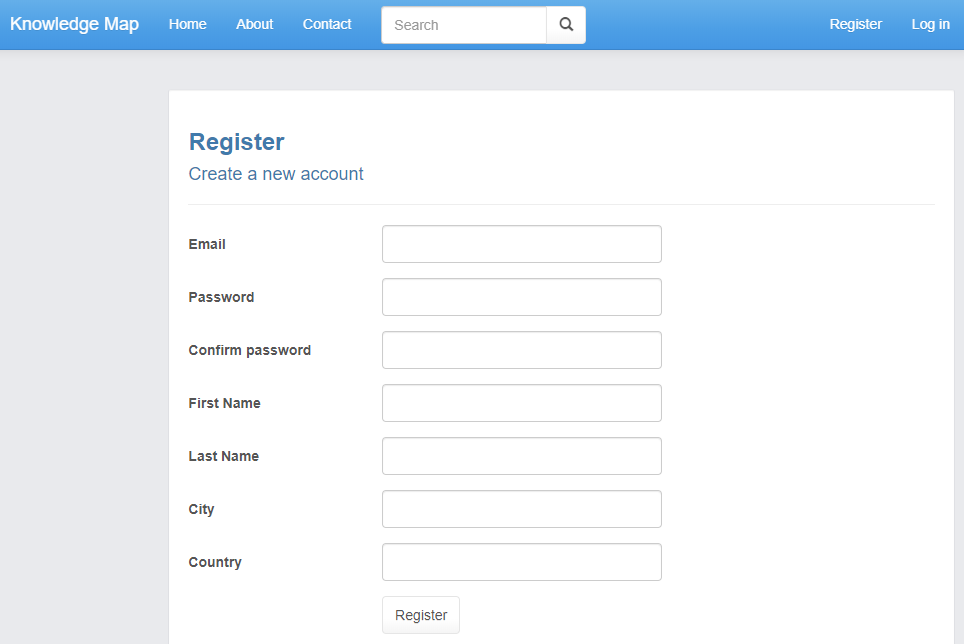 Knowledge Map Home About Contact Search Register Log in
Register
Create a new account
Email
Password
Confirm password
First Name
Last Name
City
Country
Register